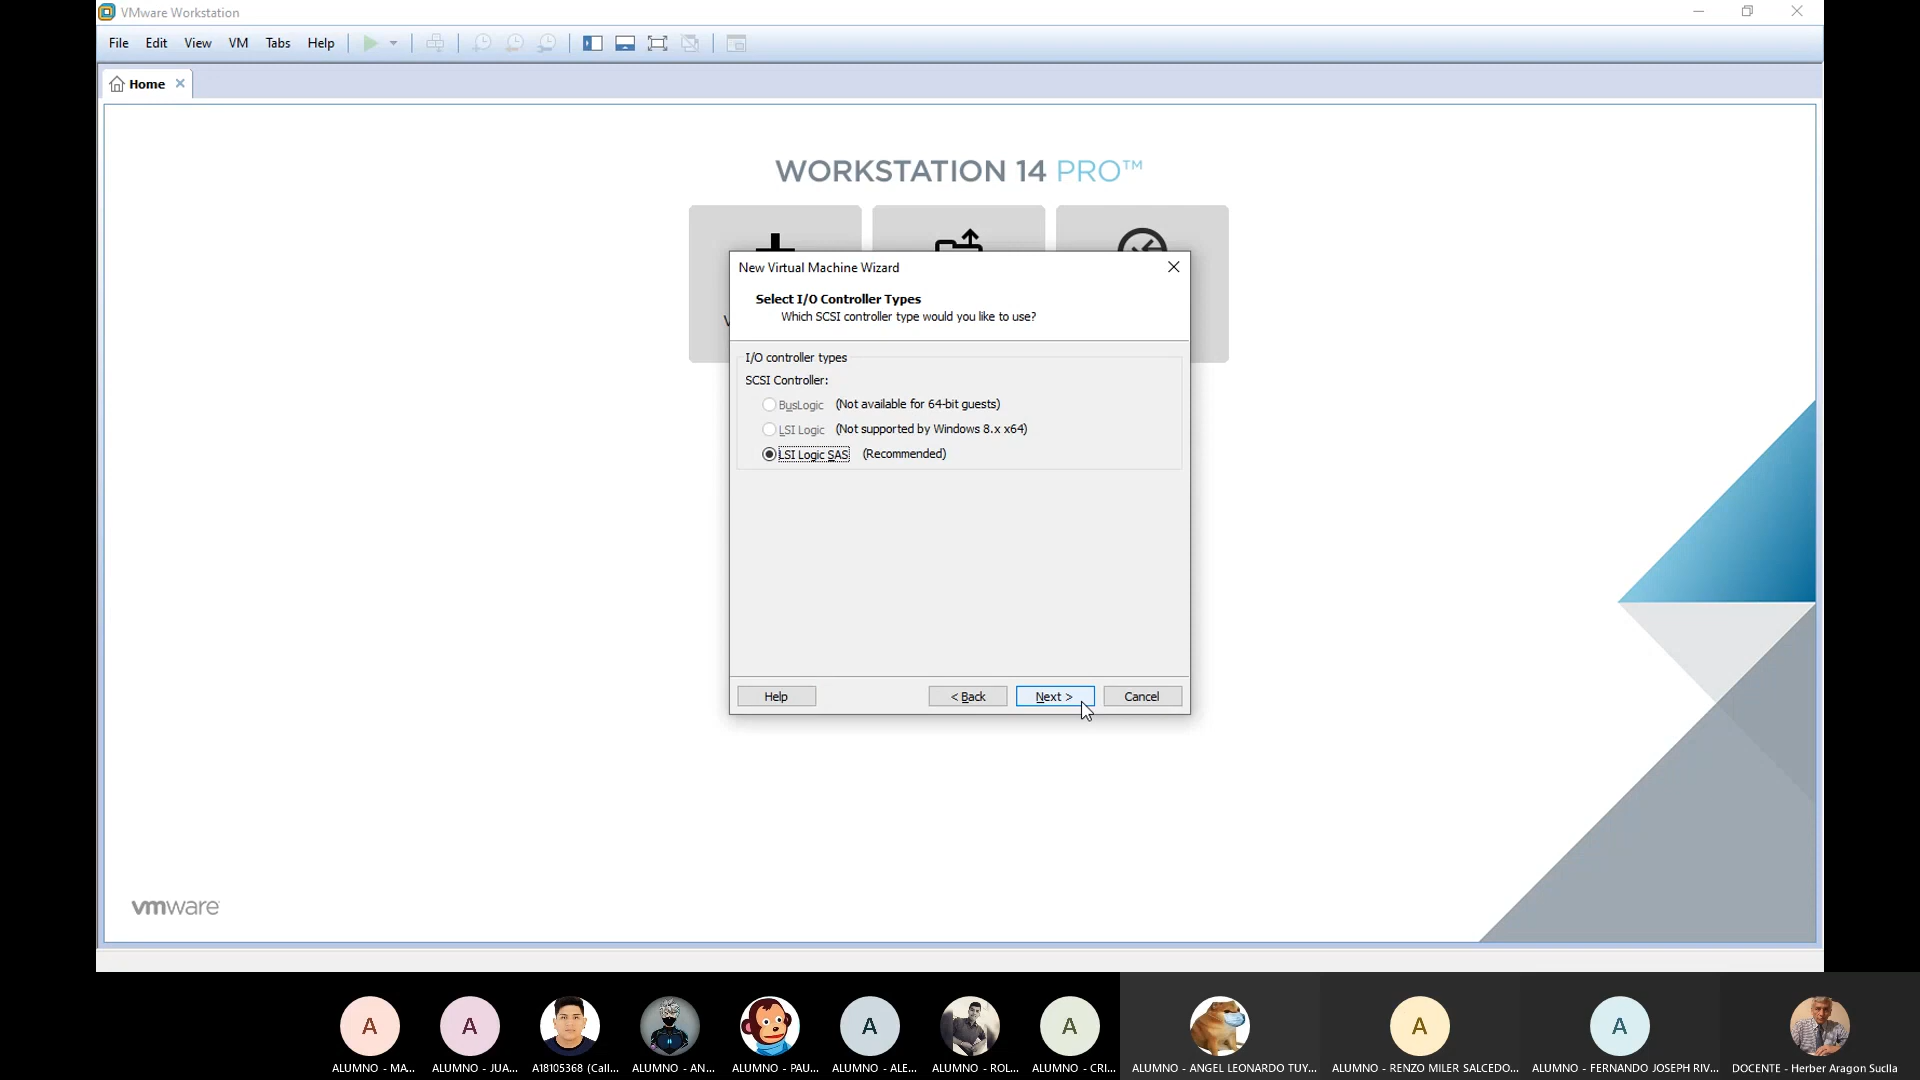 VMware Workstation
File Edit View VM Tabs Help
Home
WORKSTATION 14 PRO™
New Virtual Machine Wizard
Select I/O Controller Types
Which SCSI controller type would you like to use?
I/O controller types
SCSI Controller:
BusLogic (Not available for 64-bit guests)
LSI Logic (Not supported by Windows 8.x x64)
LSI Logic SAS (Recommended)
Help < Back Next > Cancel
vmware
A A A A A A
ALUMNO - MA... ALUMNO - JUA... A18105368 (Call... ALUMNO - AN... ALUMNO - PAU... ALUMNO - ALE... ALUMNO - ROL... ALUMNO - CRI... ALUMNO - ANGEL LEONARDO TUY... ALUMNO - RENZO MILER SALCEDO... ALUMNO - FERNANDO JOSEPH RIV... DOCENTE - Herber Aragon Suclla